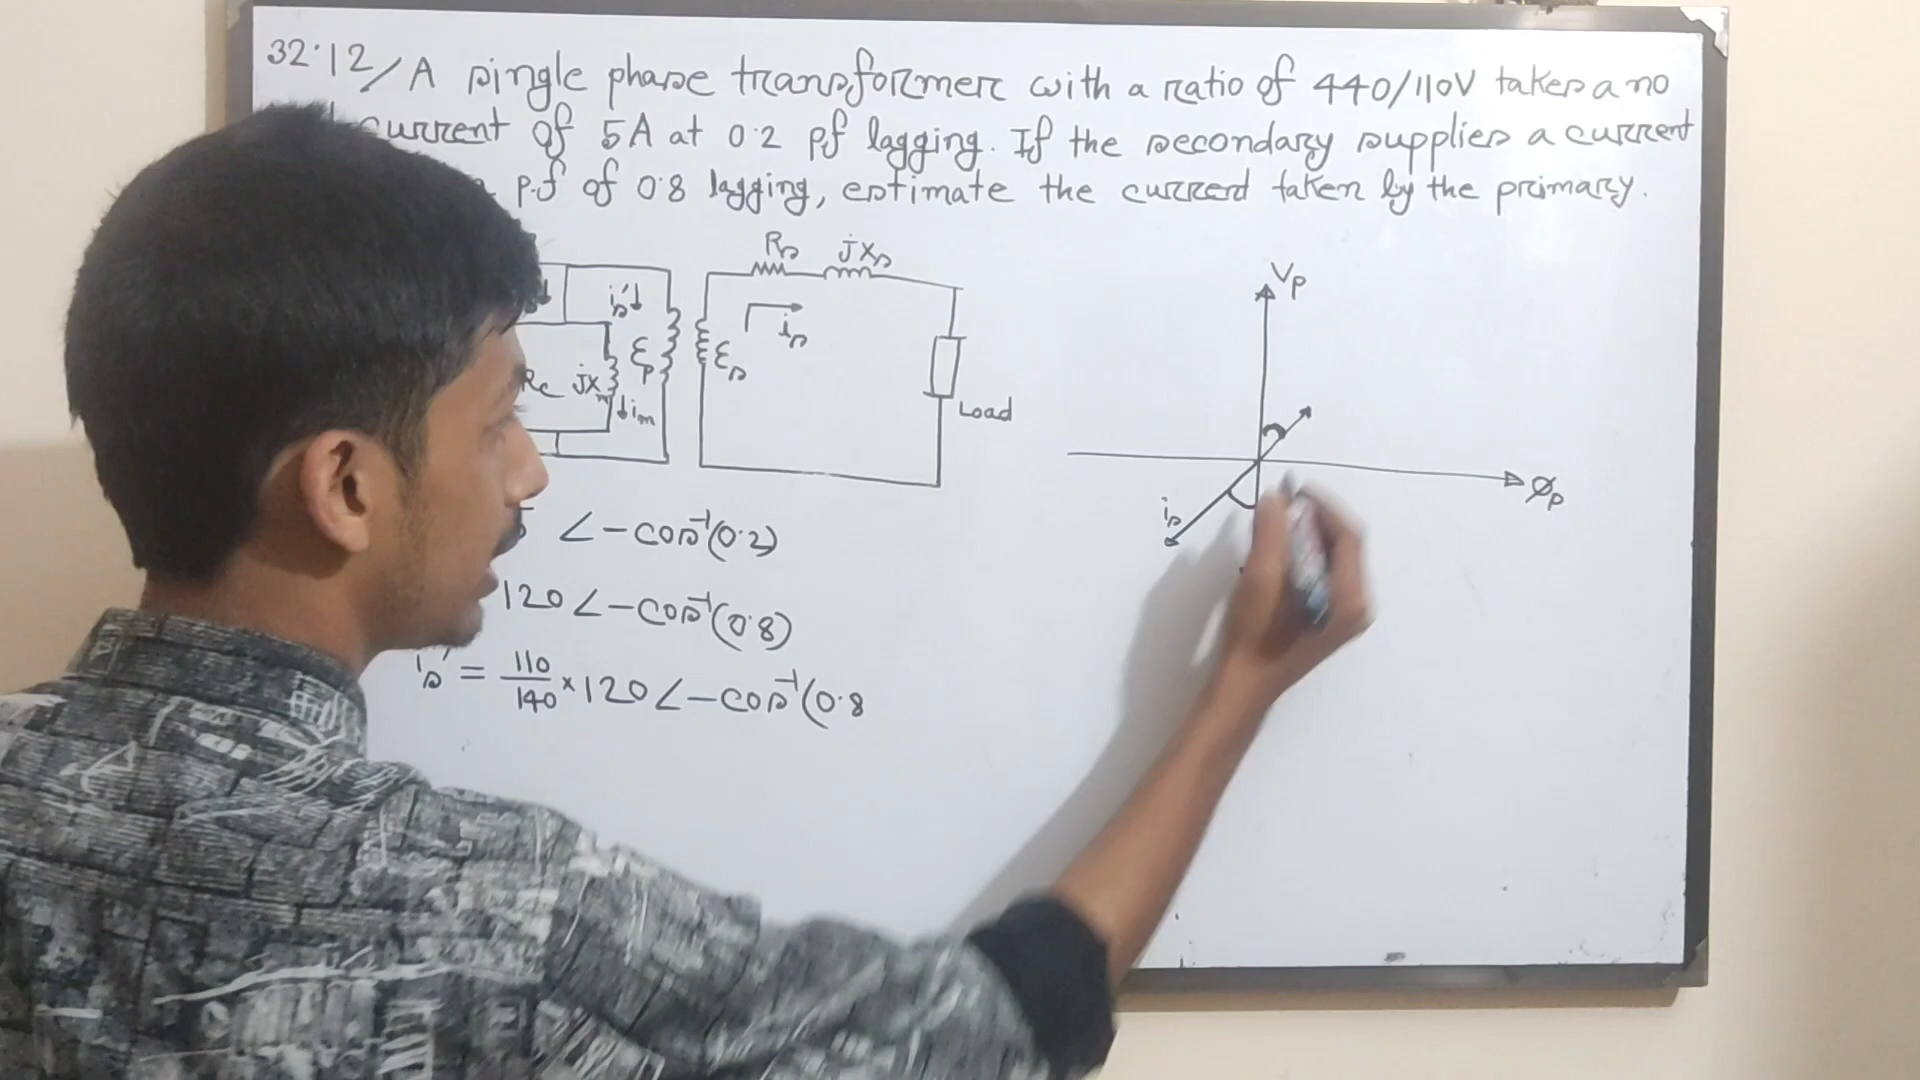 32.12/ A single phase transformer with a ratio of 440/110V takes a no
current of 5A at 0.2 pf lagging. If the secondary supplies a current
p.f of 0.8 lagging, estimate the current taken by the primary.
Rs jXs
Vp
is'
is
Ep
Es
Rc jXm
im
Load
Øp
is
5 ∠-cos⁻¹(0.2)
120∠-cos⁻¹(0.8)
is' = 110/140 × 120∠-cos⁻¹(0.8